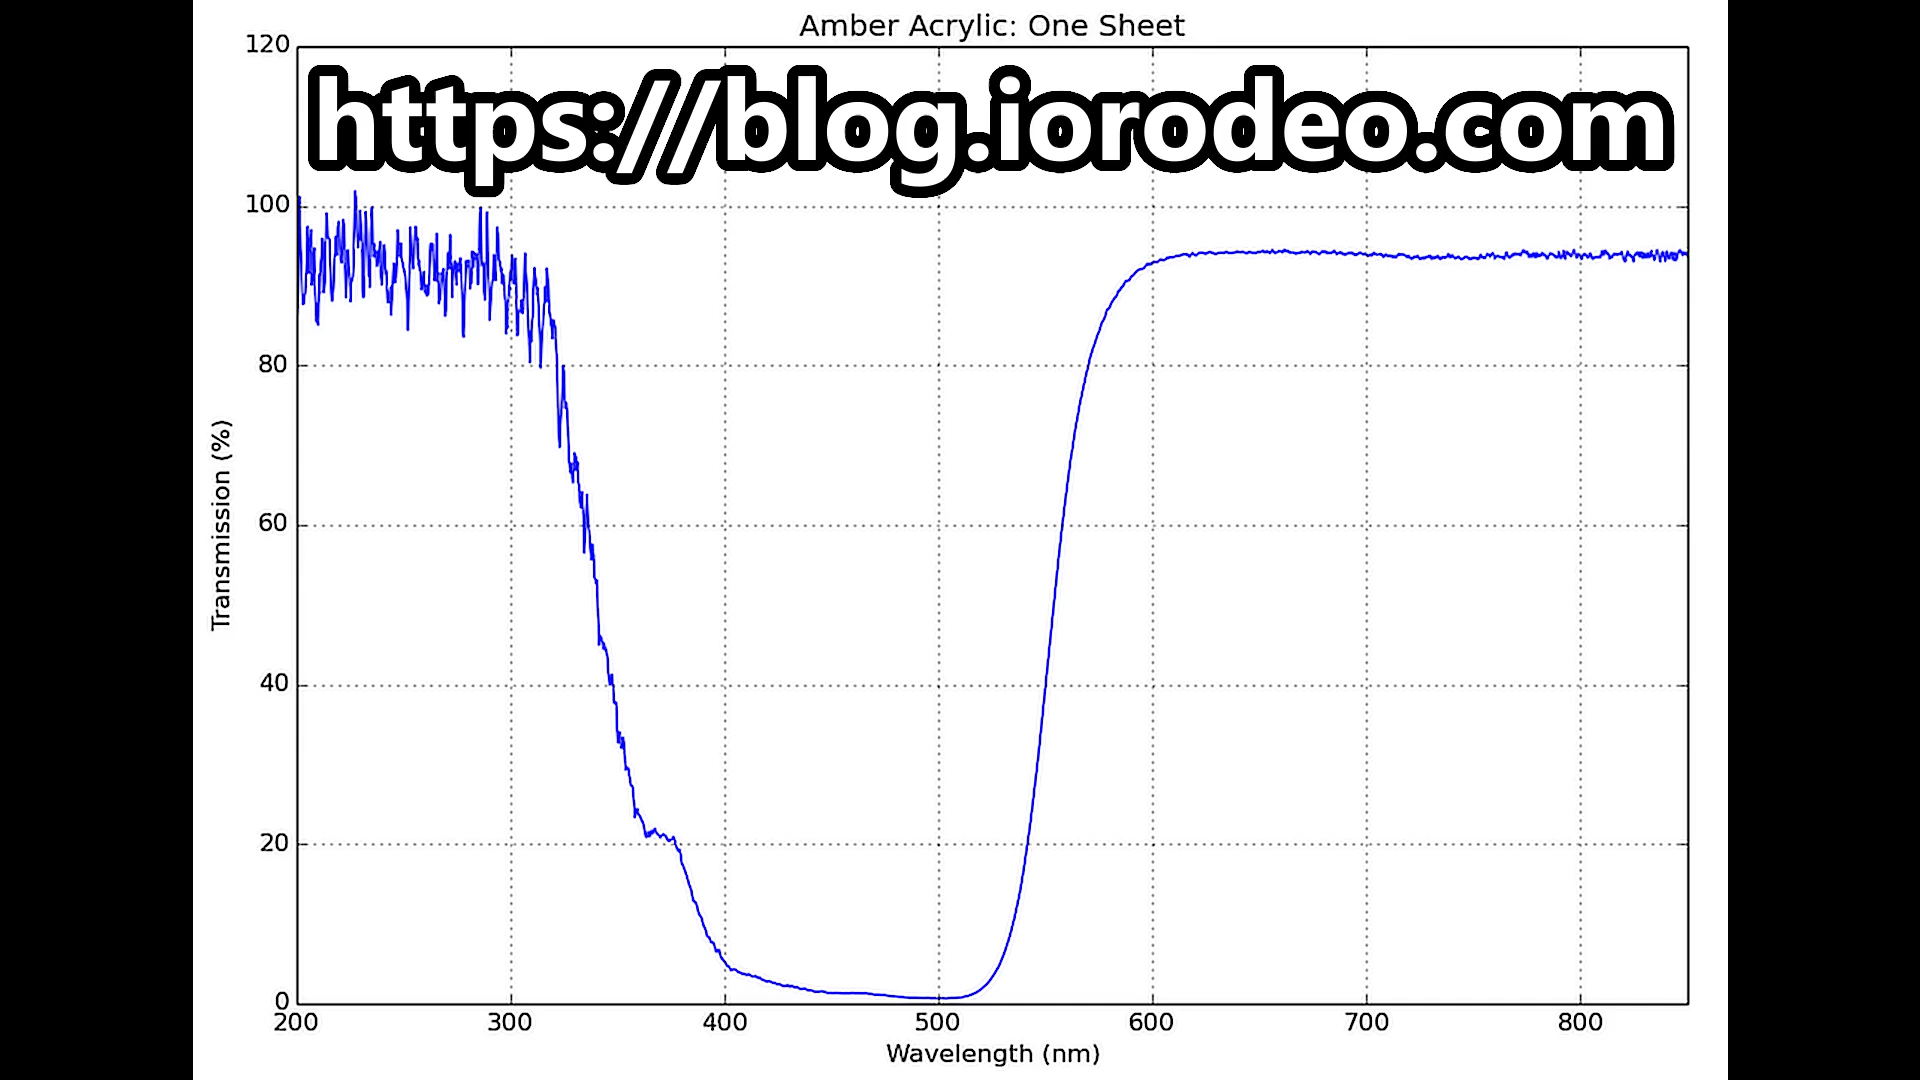 Amber Acrylic: One Sheet
https://blog.iorodeo.com
120
100
80
60
40
20
0
Transmission (%)
200 300 400 500 600 700 800
Wavelength (nm)